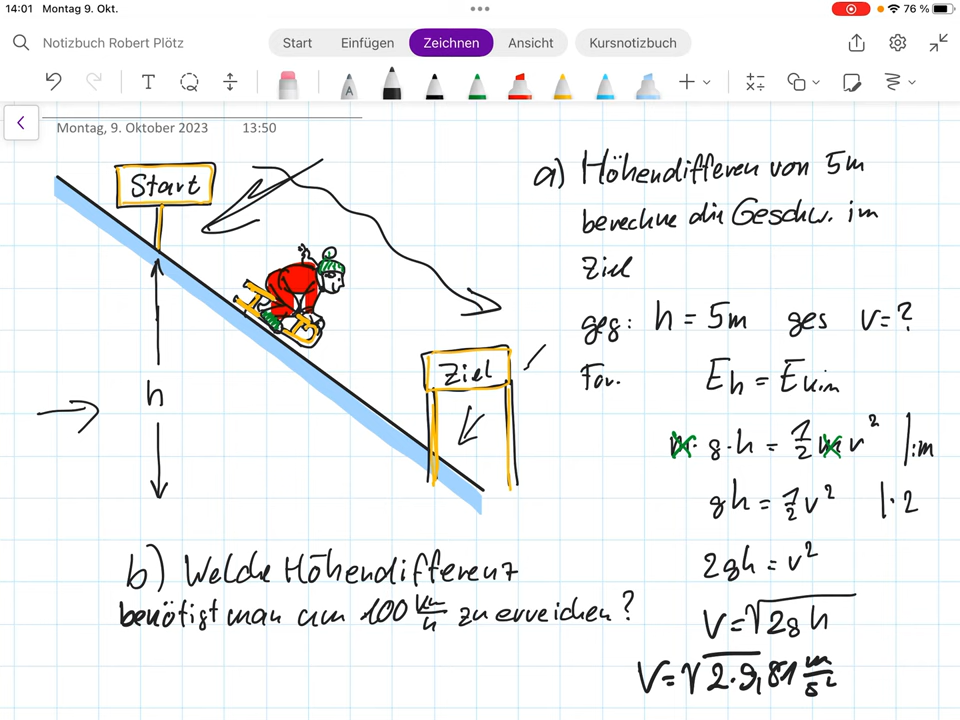 14:01 Montag 9. Okt.
76 %
Notizbuch Robert Plötz
Start Einfügen Zeichnen Ansicht Kursnotizbuch
T A
Montag, 9. Oktober 2023 13:50
Start
h
Ziel
a) Höhendifferen von 5m
berechne die Geschw. im
Ziel
geg: h = 5m ges v = ?
For. Eh = Ekin
m · g · h = 1/2 m v² |:m
gh = 1/2 v² |· 2
2gh = v²
v = √2gh
v = √2 · 9,81 m/s²
b) Welche Höhendifferenz
benötigt man um 100 km/h zu erreichen?